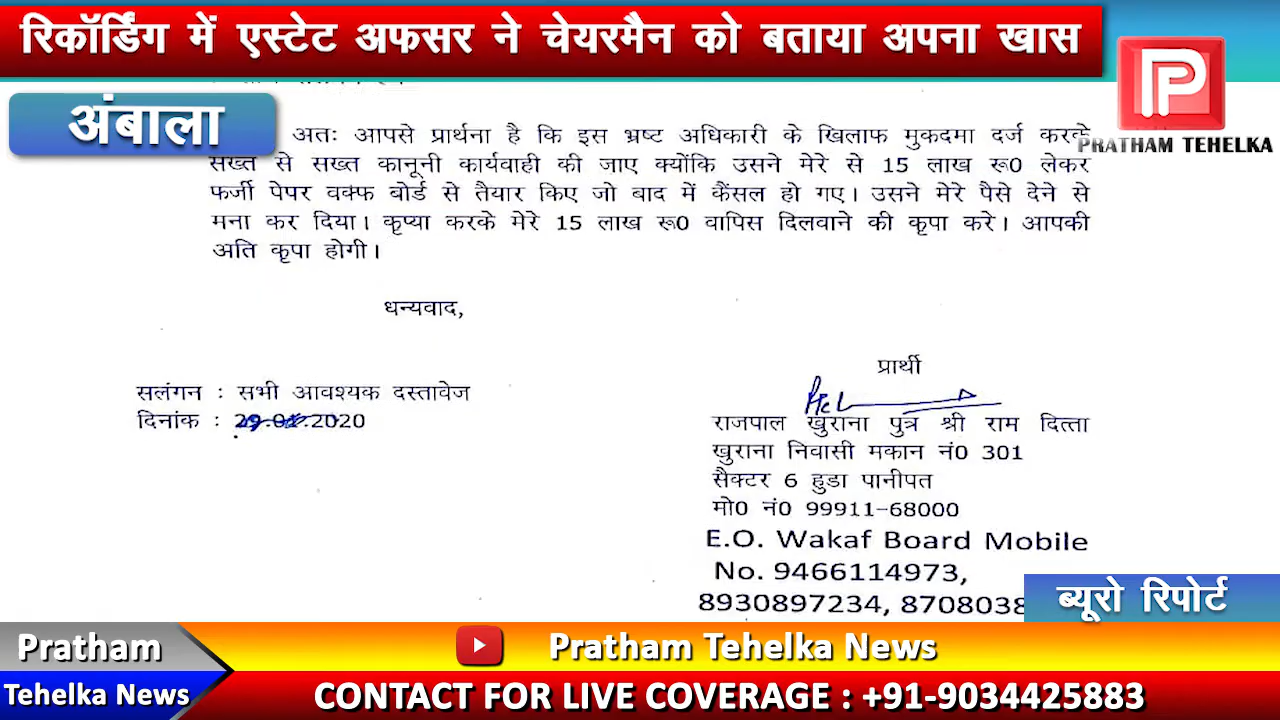 रिकॉर्डिंग में एस्टेट अफसर ने चेयरमैन को बताया अपना खास
PRATHAM TEHELKA
अंबाला
अतः आपसे प्रार्थना है कि इस भ्रष्ट अधिकारी के खिलाफ मुकदमा दर्ज करके
सख्त से सख्त कानूनी कार्यवाही की जाए क्योंकि उसने मेरे से 15 लाख रू0 लेकर
फर्जी पेपर वक्फ बोर्ड से तैयार किए जो बाद में कैंसल हो गए। उसने मेरे पैसे देने से
मना कर दिया। कृप्या करके मेरे 15 लाख रू0 वापिस दिलवाने की कृपा करे। आपकी
अति कृपा होगी।
धन्यवाद,
प्रार्थी
सलंगन : सभी आवश्यक दस्तावेज
दिनांक : .2020
राजपाल खुराना पुत्र श्री राम दित्ता
खुराना निवासी मकान नं0 301
सैक्टर 6 हुडा पानीपत
मो0 नं0 99911-68000
E.O. Wakaf Board Mobile
No. 9466114973,
8930897234, 8708038
ब्यूरो रिपोर्ट
Pratham
Tehelka News
Pratham Tehelka News
CONTACT FOR LIVE COVERAGE : +91-9034425883